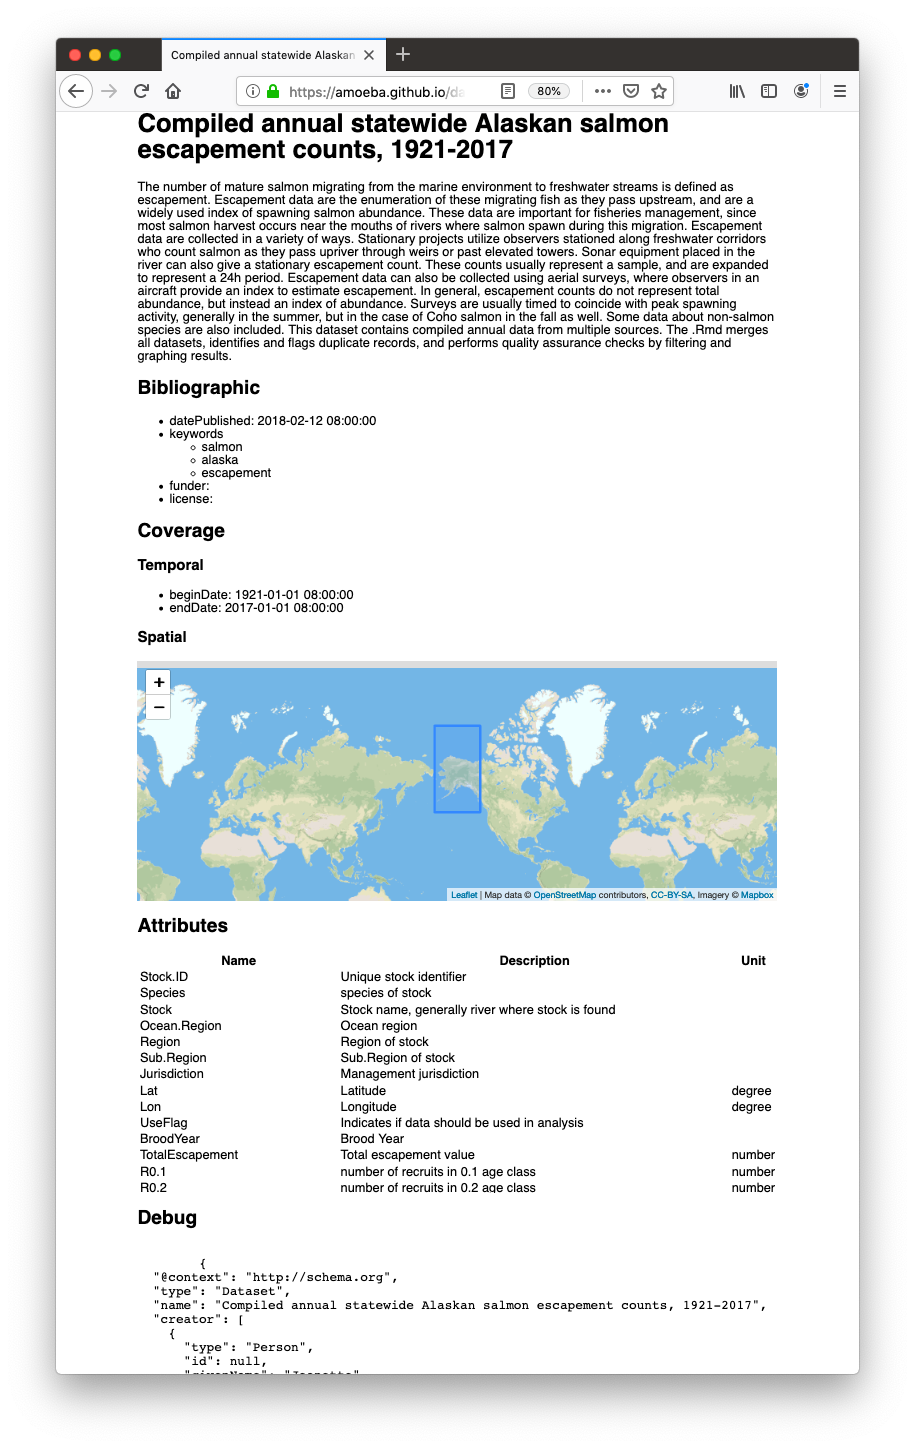 Compiled annual statewide Alaskan
https://amoeba.github.io/da
80%
Compiled annual statewide Alaskan salmon
escapement counts, 1921-2017
The number of mature salmon migrating from the marine environment to freshwater streams is defined as
escapement. Escapement data are the enumeration of these migrating fish as they pass upstream, and are a
widely used index of spawning salmon abundance. These data are important for fisheries management, since
most salmon harvest occurs near the mouths of rivers where salmon spawn during this migration. Escapement
data are collected in a variety of ways. Stationary projects utilize observers stationed along freshwater corridors
who count salmon as they pass upriver through weirs or past elevated towers. Sonar equipment placed in the
river can also give a stationary escapement count. These counts usually represent a sample, and are expanded
to represent a 24h period. Escapement data can also be collected using aerial surveys, where observers in an
aircraft provide an index to estimate escapement. In general, escapement counts do not represent total
abundance, but instead an index of abundance. Surveys are usually timed to coincide with peak spawning
activity, generally in the summer, but in the case of Coho salmon in the fall as well. Some data about non-salmon
species are also included. This dataset contains compiled annual data from multiple sources. The .Rmd merges
all datasets, identifies and flags duplicate records, and performs quality assurance checks by filtering and
graphing results.
Bibliographic
• datePublished: 2018-02-12 08:00:00
• keywords
◦ salmon
◦ alaska
◦ escapement
• funder:
• license:
Coverage
Temporal
• beginDate: 1921-01-01 08:00:00
• endDate: 2017-01-01 08:00:00
Spatial
+
−
Leaflet | Map data © OpenStreetMap contributors, CC-BY-SA, Imagery © Mapbox
Attributes
Name Description Unit
Stock.ID Unique stock identifier
Species species of stock
Stock Stock name, generally river where stock is found
Ocean.Region Ocean region
Region Region of stock
Sub.Region Sub.Region of stock
Jurisdiction Management jurisdiction
Lat Latitude degree
Lon Longitude degree
UseFlag Indicates if data should be used in analysis
BroodYear Brood Year
TotalEscapement Total escapement value number
R0.1 number of recruits in 0.1 age class number
R0.2 number of recruits in 0.2 age class number
Debug
{
"@context": "http://schema.org",
"type": "Dataset",
"name": "Compiled annual statewide Alaskan salmon escapement counts, 1921-2017",
"creator": [
{
"type": "Person",
"id": null,